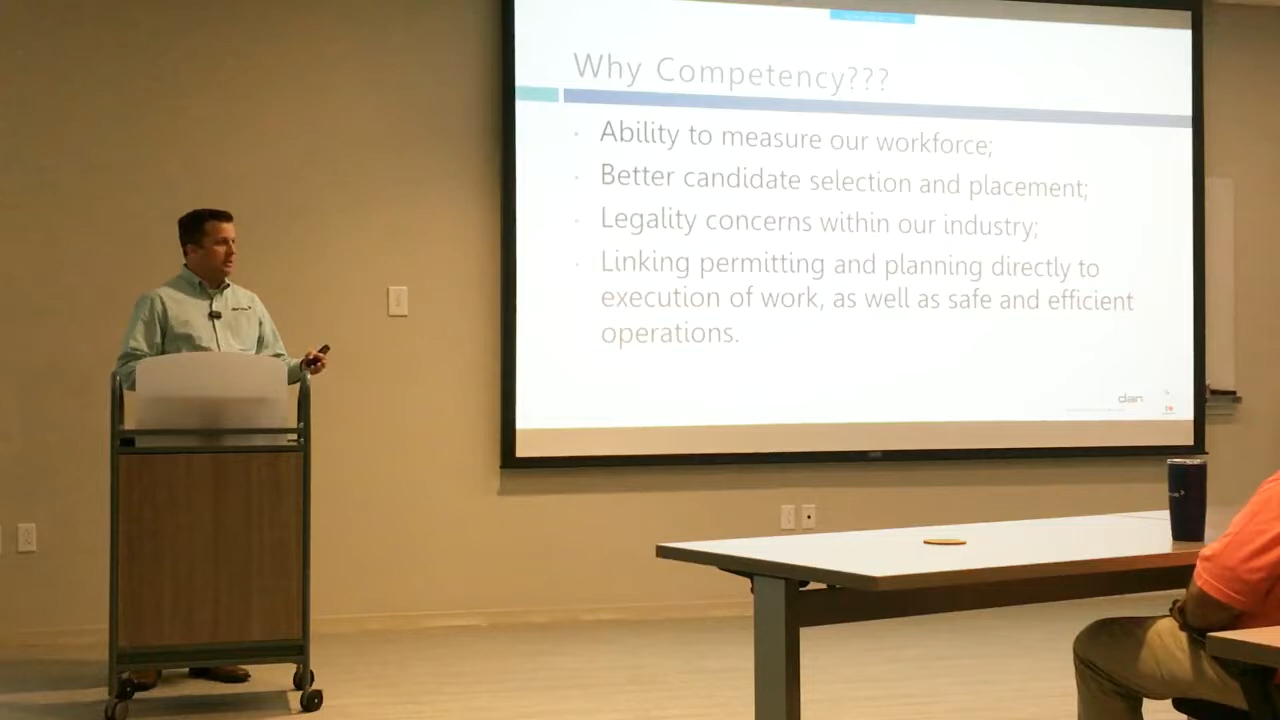 Why Competency???
Ability to measure our workforce;
Better candidate selection and placement;
Legality concerns within our industry;
Linking permitting and planning directly to
execution of work, as well as safe and efficient
operations.
dar